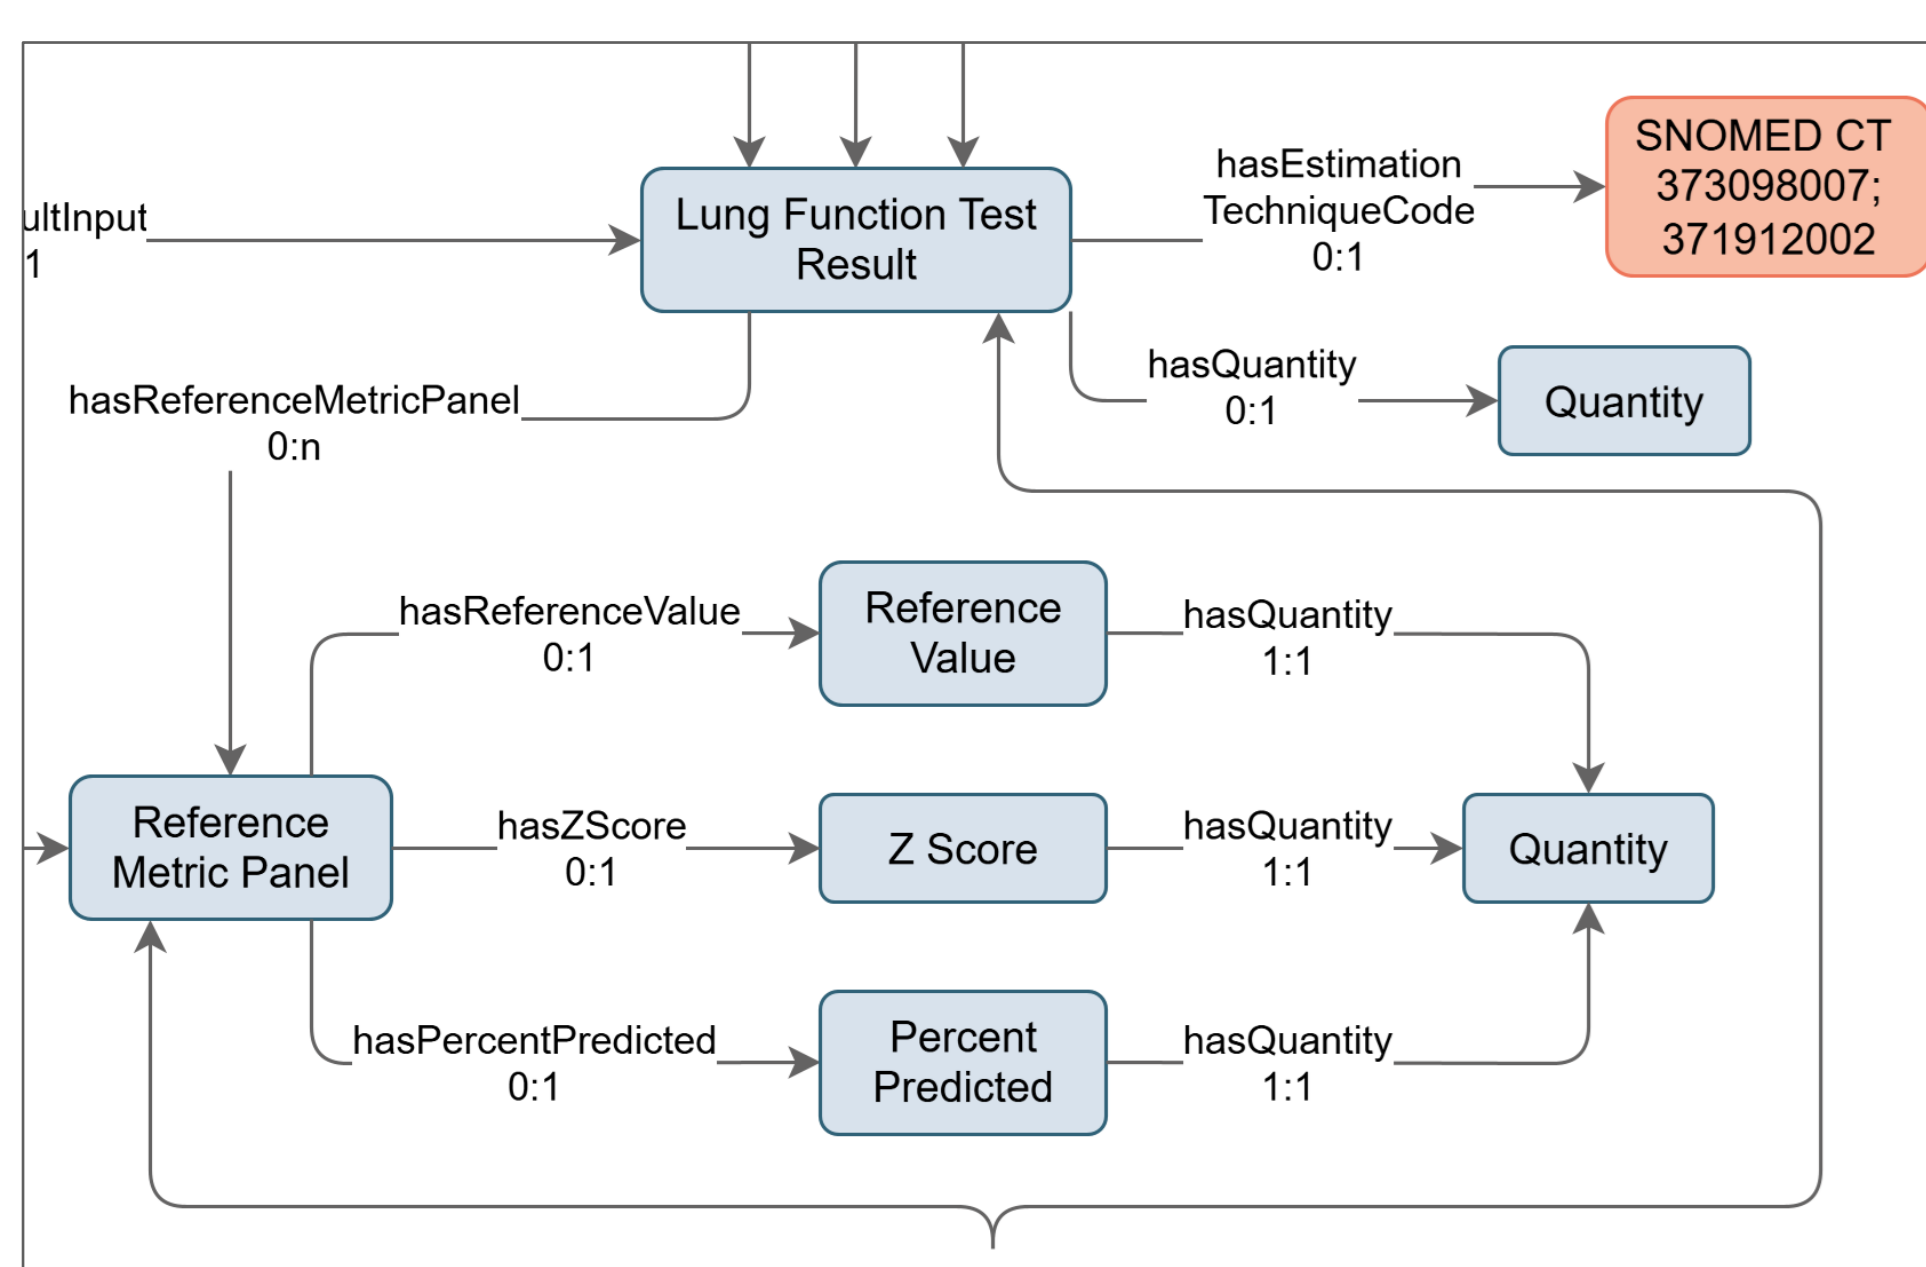 SNOMED CT
373098007;
371912002
hasEstimation
TechniqueCode
0:1
Lung Function Test
Result
ultInput
1
hasQuantity
0:1
Quantity
hasReferenceMetricPanel
0:n
hasReferenceValue
0:1
Reference
Value
hasQuantity
1:1
Reference
Metric Panel
hasZScore
0:1
Z Score
hasQuantity
1:1
Quantity
hasPercentPredicted
0:1
Percent
Predicted
hasQuantity
1:1